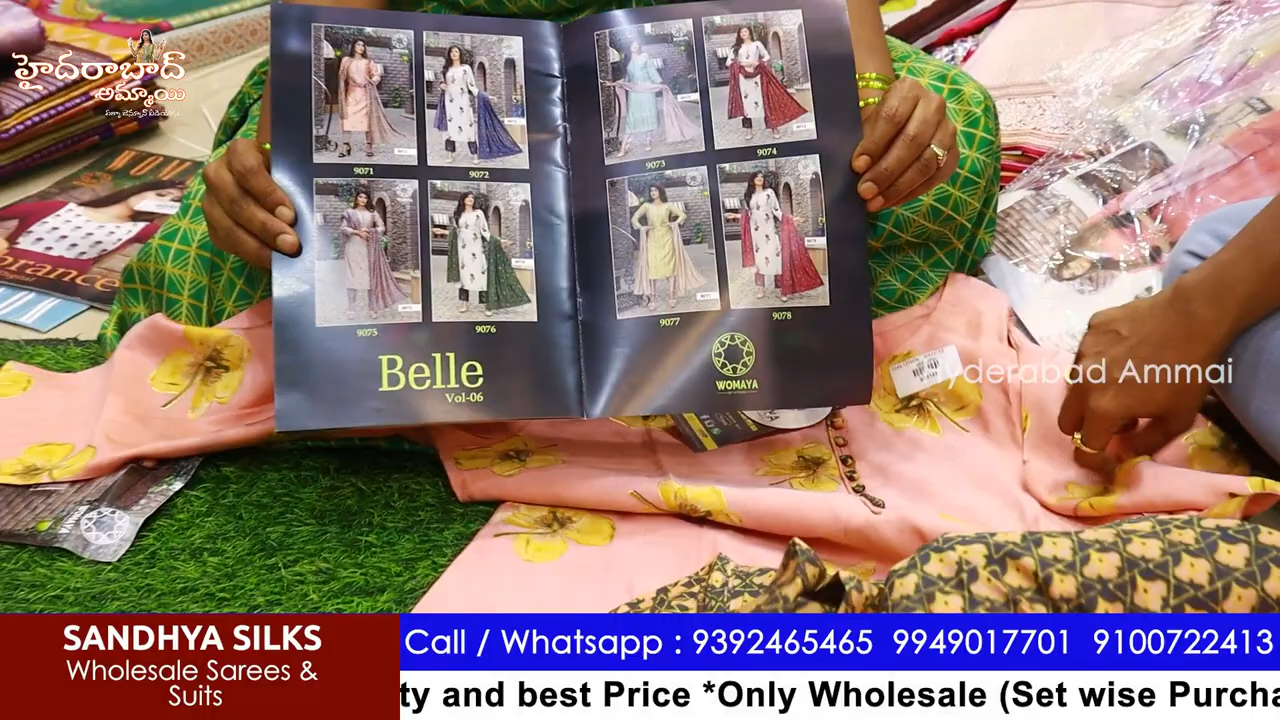 హైదరాబాద్
అమ్మాయి
9071
9072
9073
9074
9075
9076
9077
9078
Belle
Vol-06
WOMAYA
Hyderabad Ammai
SANDHYA SILKS
Wholesale Sarees &
Suits
Call / Whatsapp : 9392465465 9949017701 9100722413
ty and best Price *Only Wholesale (Set wise Purcha